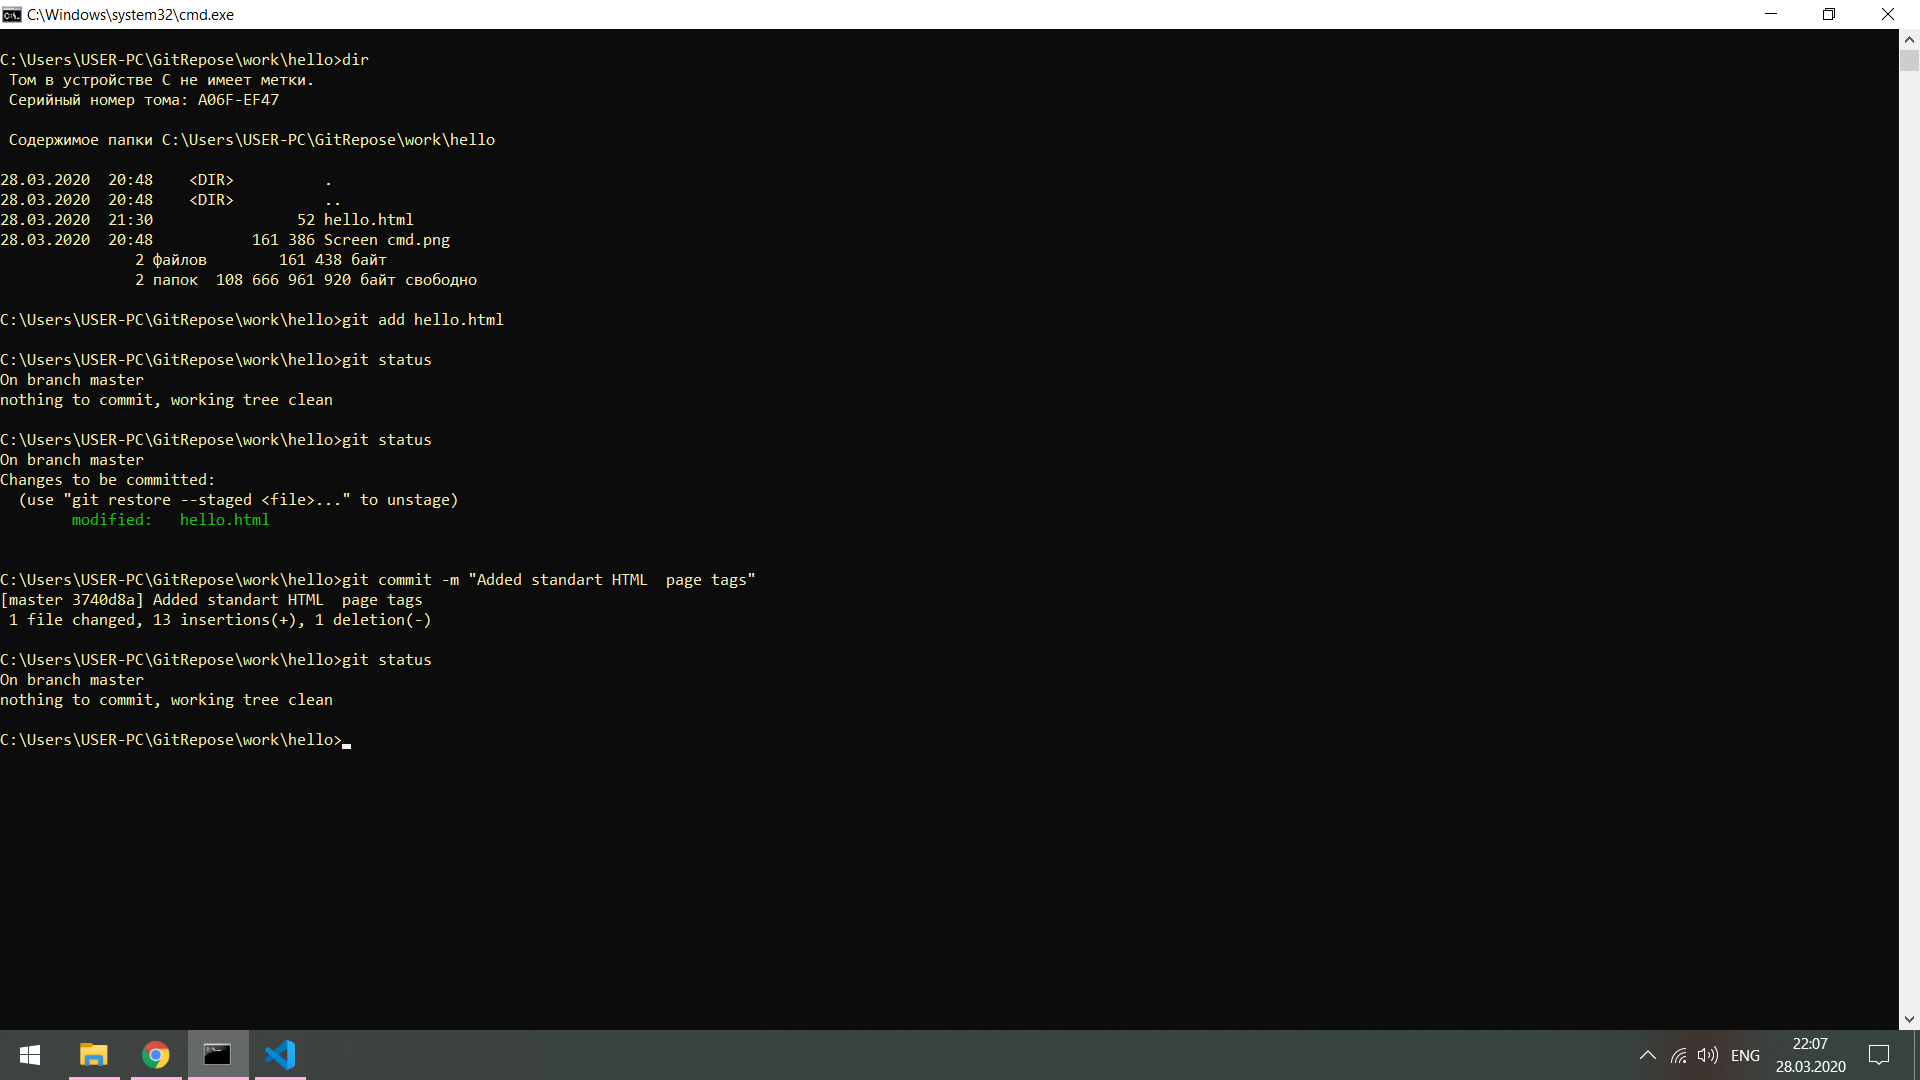 C:\Windows\system32\cmd.exe
C:\Users\USER-PC\GitRepose\work\hello>dir
Том в устройстве C не имеет метки.
Серийный номер тома: A06F-EF47
Содержимое папки C:\Users\USER-PC\GitRepose\work\hello
28.03.2020  20:48    <DIR>          .
28.03.2020  20:48    <DIR>          ..
28.03.2020  21:30                52 hello.html
28.03.2020  20:48           161 386 Screen cmd.png
2 файлов        161 438 байт
2 папок  108 666 961 920 байт свободно
C:\Users\USER-PC\GitRepose\work\hello>git add hello.html
C:\Users\USER-PC\GitRepose\work\hello>git status
On branch master
nothing to commit, working tree clean
C:\Users\USER-PC\GitRepose\work\hello>git status
On branch master
Changes to be committed:
(use "git restore --staged <file>..." to unstage)
modified:   hello.html
C:\Users\USER-PC\GitRepose\work\hello>git commit -m "Added standart HTML  page tags"
[master 3740d8a] Added standart HTML  page tags
1 file changed, 13 insertions(+), 1 deletion(-)
C:\Users\USER-PC\GitRepose\work\hello>git status
On branch master
nothing to commit, working tree clean
C:\Users\USER-PC\GitRepose\work\hello>
ENG
22:07
28.03.2020